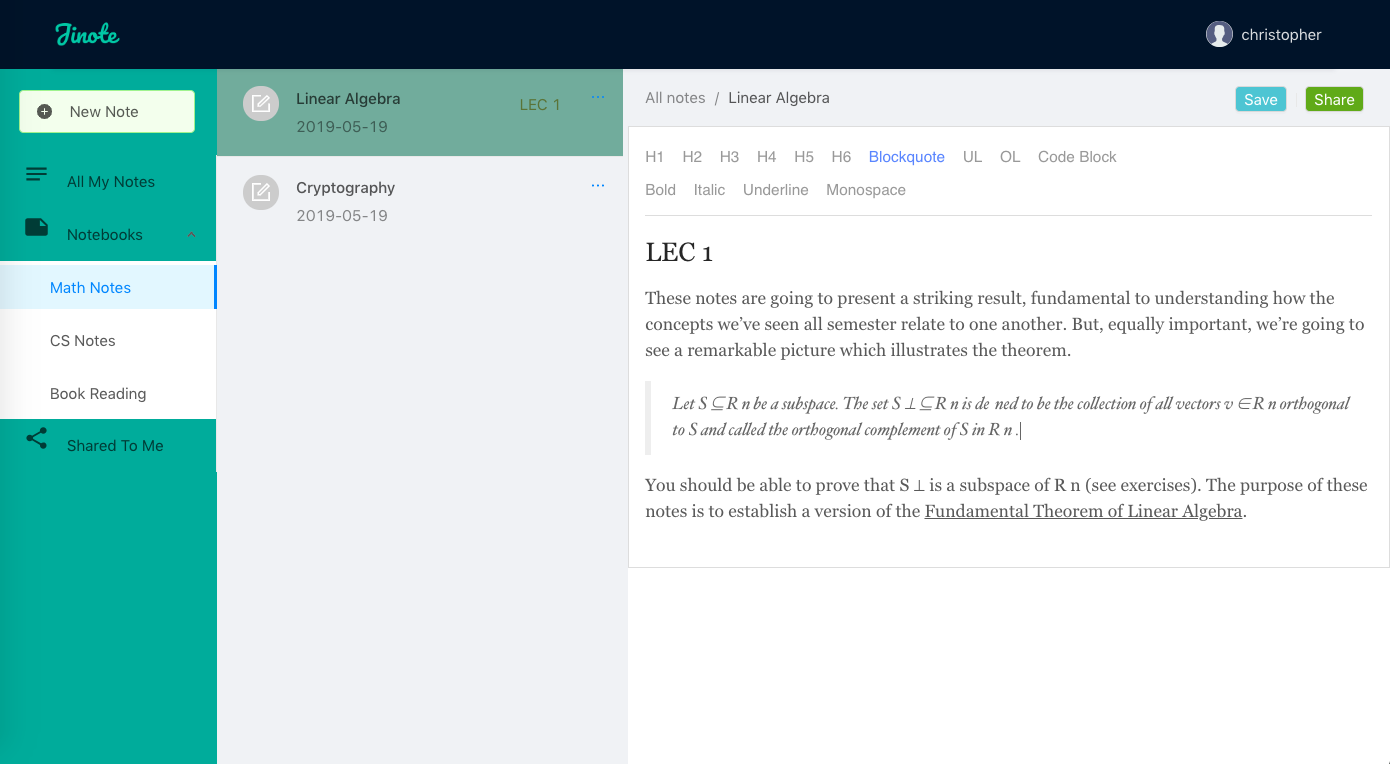 Jinote
christopher
New Note
All My Notes
Notebooks
Math Notes
CS Notes
Book Reading
Shared To Me
Linear Algebra
LEC 1
...
2019-05-19
Cryptography
...
2019-05-19
All notes / Linear Algebra
Save
Share
H1 H2 H3 H4 H5 H6 Blockquote UL OL Code Block
Bold Italic Underline Monospace
LEC 1
These notes are going to present a striking result, fundamental to understanding how the
concepts we’ve seen all semester relate to one another. But, equally important, we’re going to
see a remarkable picture which illustrates the theorem.
Let S ⊆R n be a subspace. The set S ⊥⊆R n is de ned to be the collection of all vectors v ∈R n orthogonal
to S and called the orthogonal complement of S in R n .
You should be able to prove that S ⊥ is a subspace of R n (see exercises). The purpose of these
notes is to establish a version of the Fundamental Theorem of Linear Algebra.